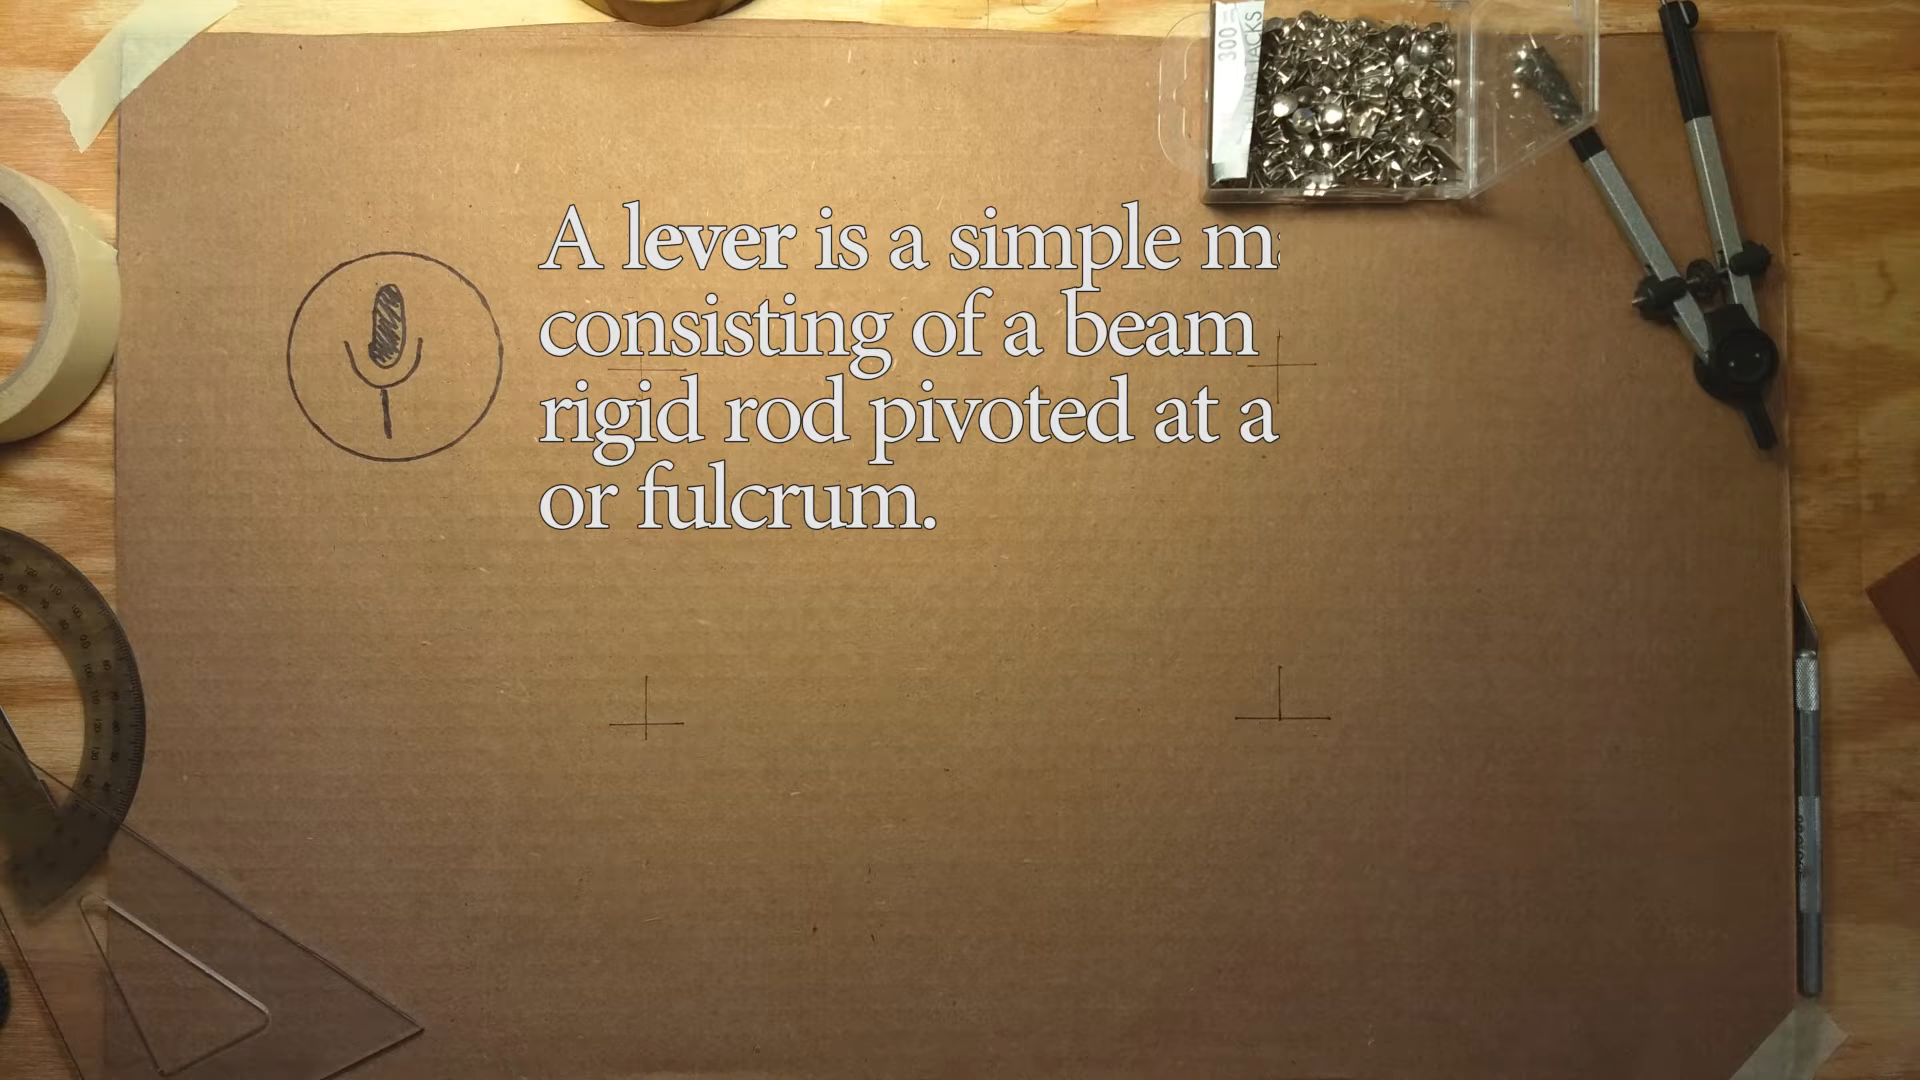 300 =
A lever is a simple m
consisting of a beam
rigid rod pivoted at a
or fulcrum.